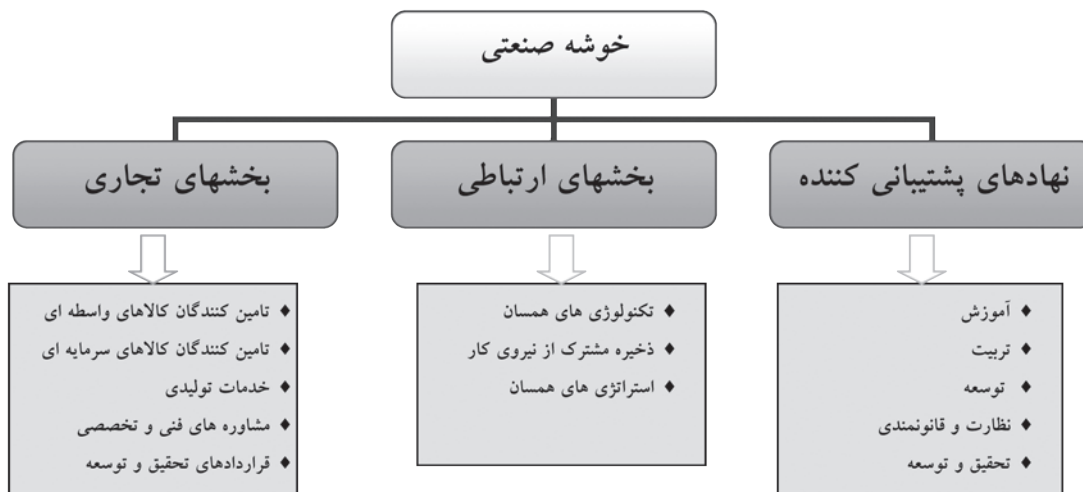 خوشه صنعتی
نهادهای پشتیبانی کننده
♦ آموزش
♦ تربیت
♦ توسعه
♦ نظارت و قانونمندی
♦ تحقیق و توسعه
بخشهای ارتباطی
♦ تکنولوژی های همسان
♦ ذخیره مشترک از نیروی کار
♦ استراتژی های همسان
بخشهای تجاری
♦ تامین کنندگان کالاهای واسطه ای
♦ تامین کنندگان کالاهای سرمایه ای
♦ خدمات تولیدی
♦ مشاوره های فنی و تخصصی
♦ قراردادهای تحقیق و توسعه